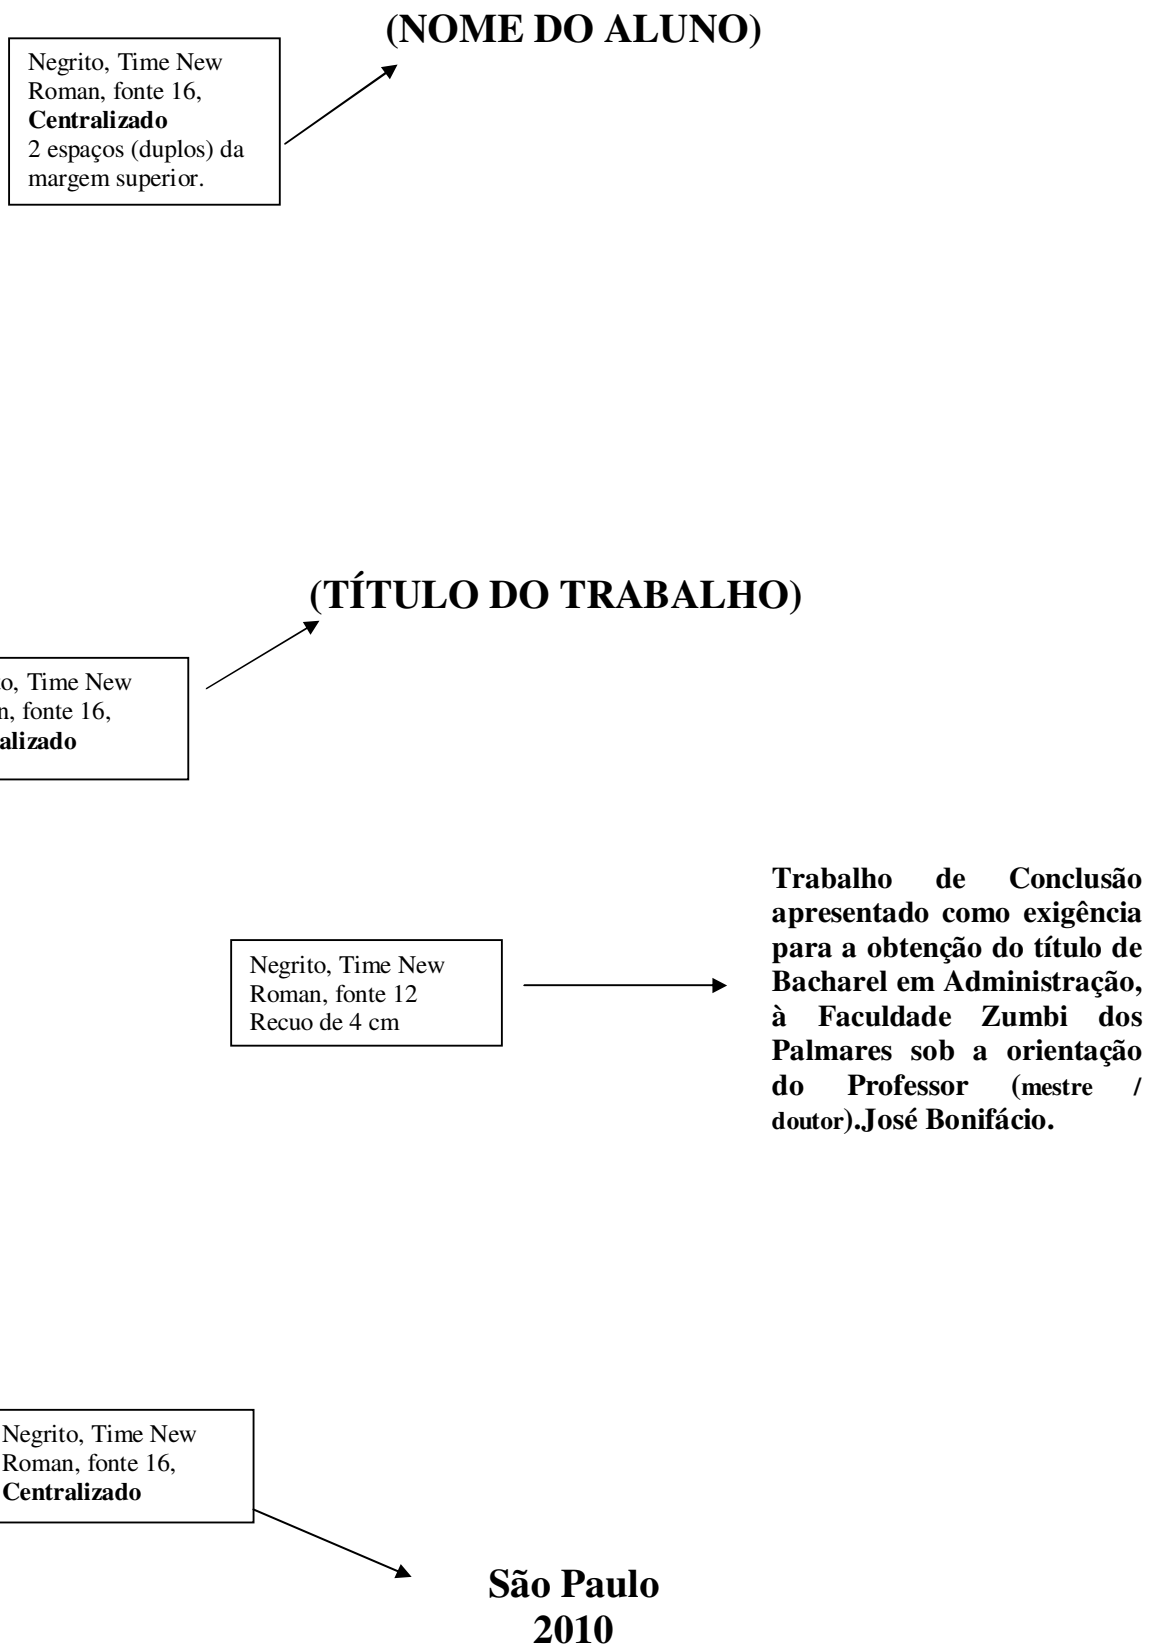 (NOME DO ALUNO)
Negrito, Time New
Roman, fonte 16,
Centralizado
2 espaços (duplos) da
margem superior.
(TÍTULO DO TRABALHO)
o, Time New
n, fonte 16,
alizado
Trabalho de Conclusão
apresentado como exigência
para a obtenção do título de
Bacharel em Administração,
à Faculdade Zumbi dos
Palmares sob a orientação
do Professor (mestre /
doutor).José Bonifácio.
Negrito, Time New
Roman, fonte 12
Recuo de 4 cm
Negrito, Time New
Roman, fonte 16,
Centralizado
São Paulo
2010